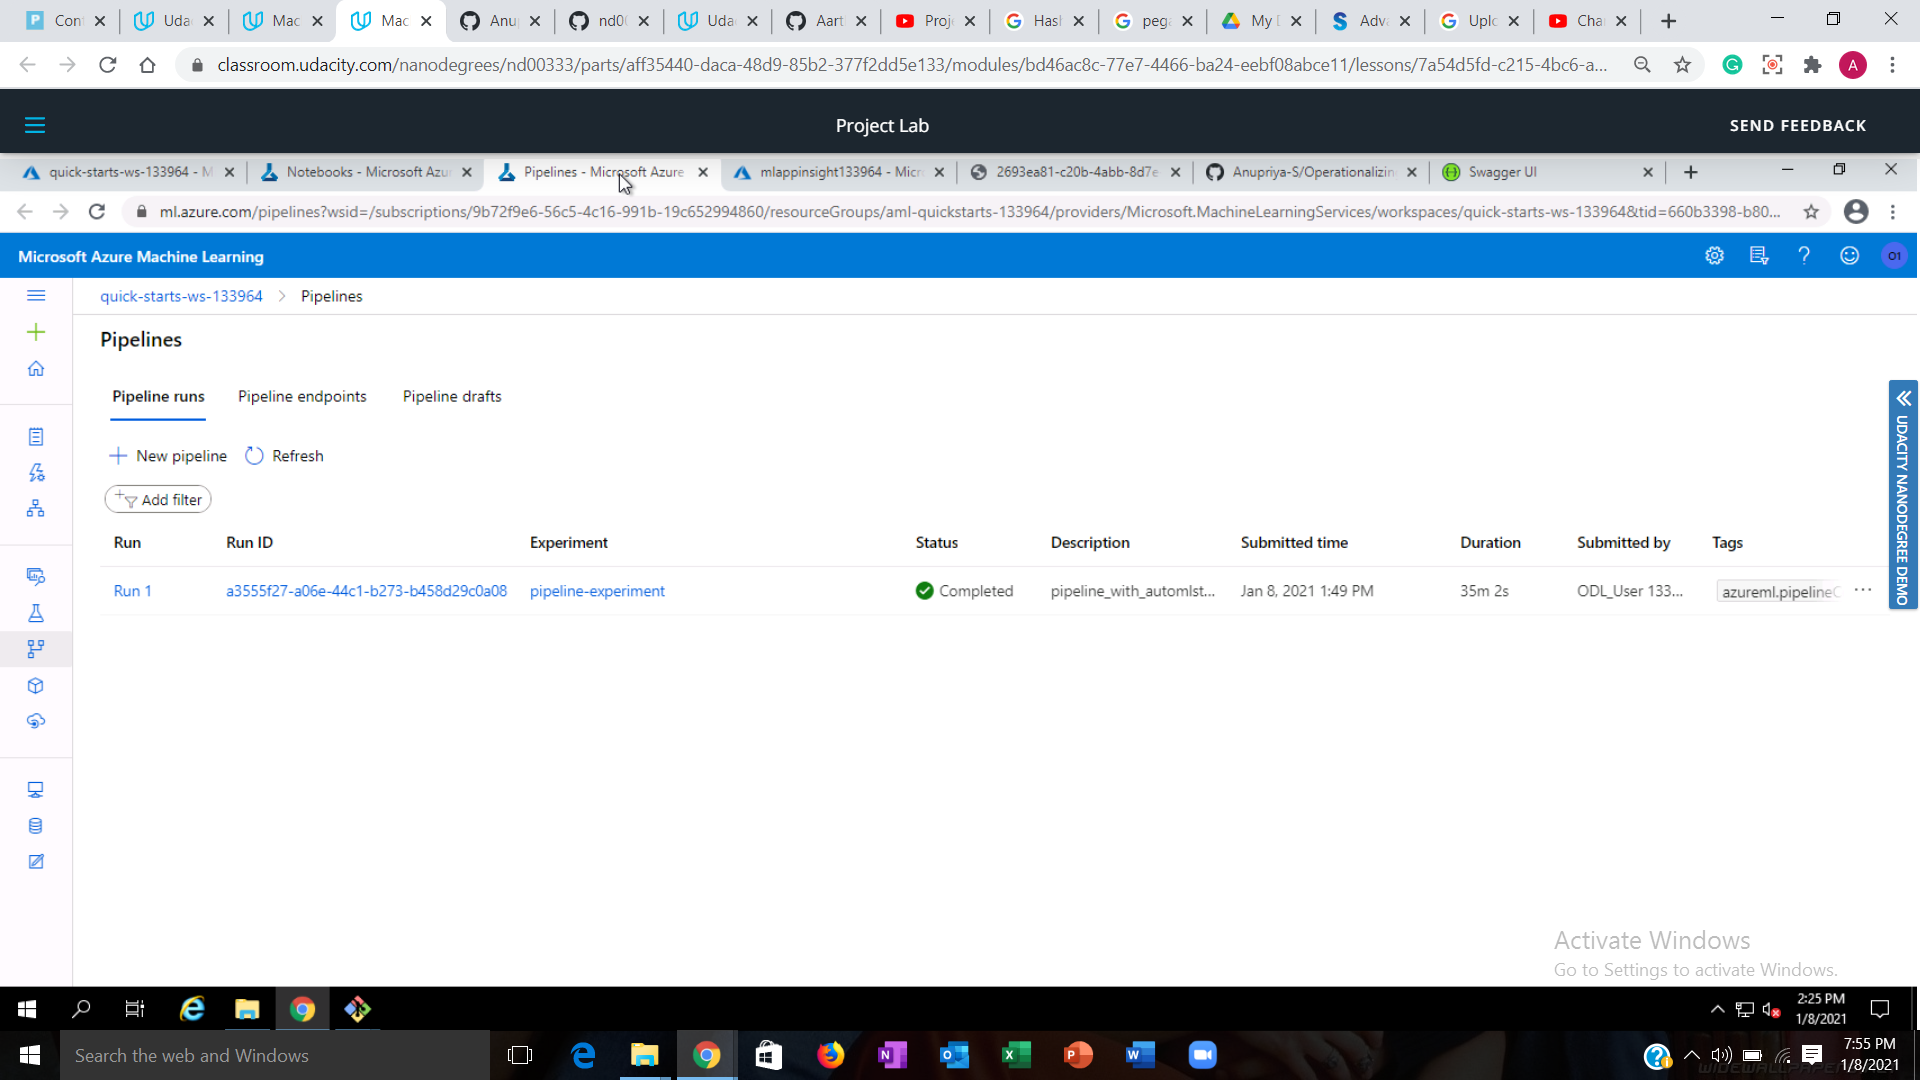 Con
Uda
Mac
Mac
Anu
nd0
Uda
Aart
Proj
Hash
peg
My
Adv
Uplo
Cha
classroom.udacity.com/nanodegrees/nd00333/parts/aff35440-daca-48d9-85b2-377f2dd5e133/modules/bd46ac8c-77e7-4466-ba24-eebf08abce11/lessons/7a54d5fd-c215-4bc6-a...
A
Project Lab
SEND FEEDBACK
quick-starts-ws-133964 - M
Notebooks - Microsoft Azur
Pipelines - Microsoft Azure
mlappinsight133964 - Micr
2693ea81-c20b-4abb-8d7e
Anupriya-S/Operationalizin
Swagger UI
ml.azure.com/pipelines?wsid=/subscriptions/9b72f9e6-56c5-4c16-991b-19c652994860/resourceGroups/aml-quickstarts-133964/providers/Microsoft.MachineLearningServices/workspaces/quick-starts-ws-133964&tid=660b3398-b80...
Microsoft Azure Machine Learning
O1
quick-starts-ws-133964 > Pipelines
Pipelines
Pipeline runs Pipeline endpoints Pipeline drafts
New pipeline Refresh
Add filter
Run Run ID Experiment Status Description Submitted time Duration Submitted by Tags
Run 1 a3555f27-a06e-44c1-b273-b458d29c0a08 pipeline-experiment Completed pipeline_with_automlst... Jan 8, 2021 1:49 PM 35m 2s ODL_User 133... azureml.pipelineC ...
UDACITY NANODEGREE DEMO
Activate Windows
Go to Settings to activate Windows.
2:25 PM
1/8/2021
Search the web and Windows
7:55 PM
1/8/2021